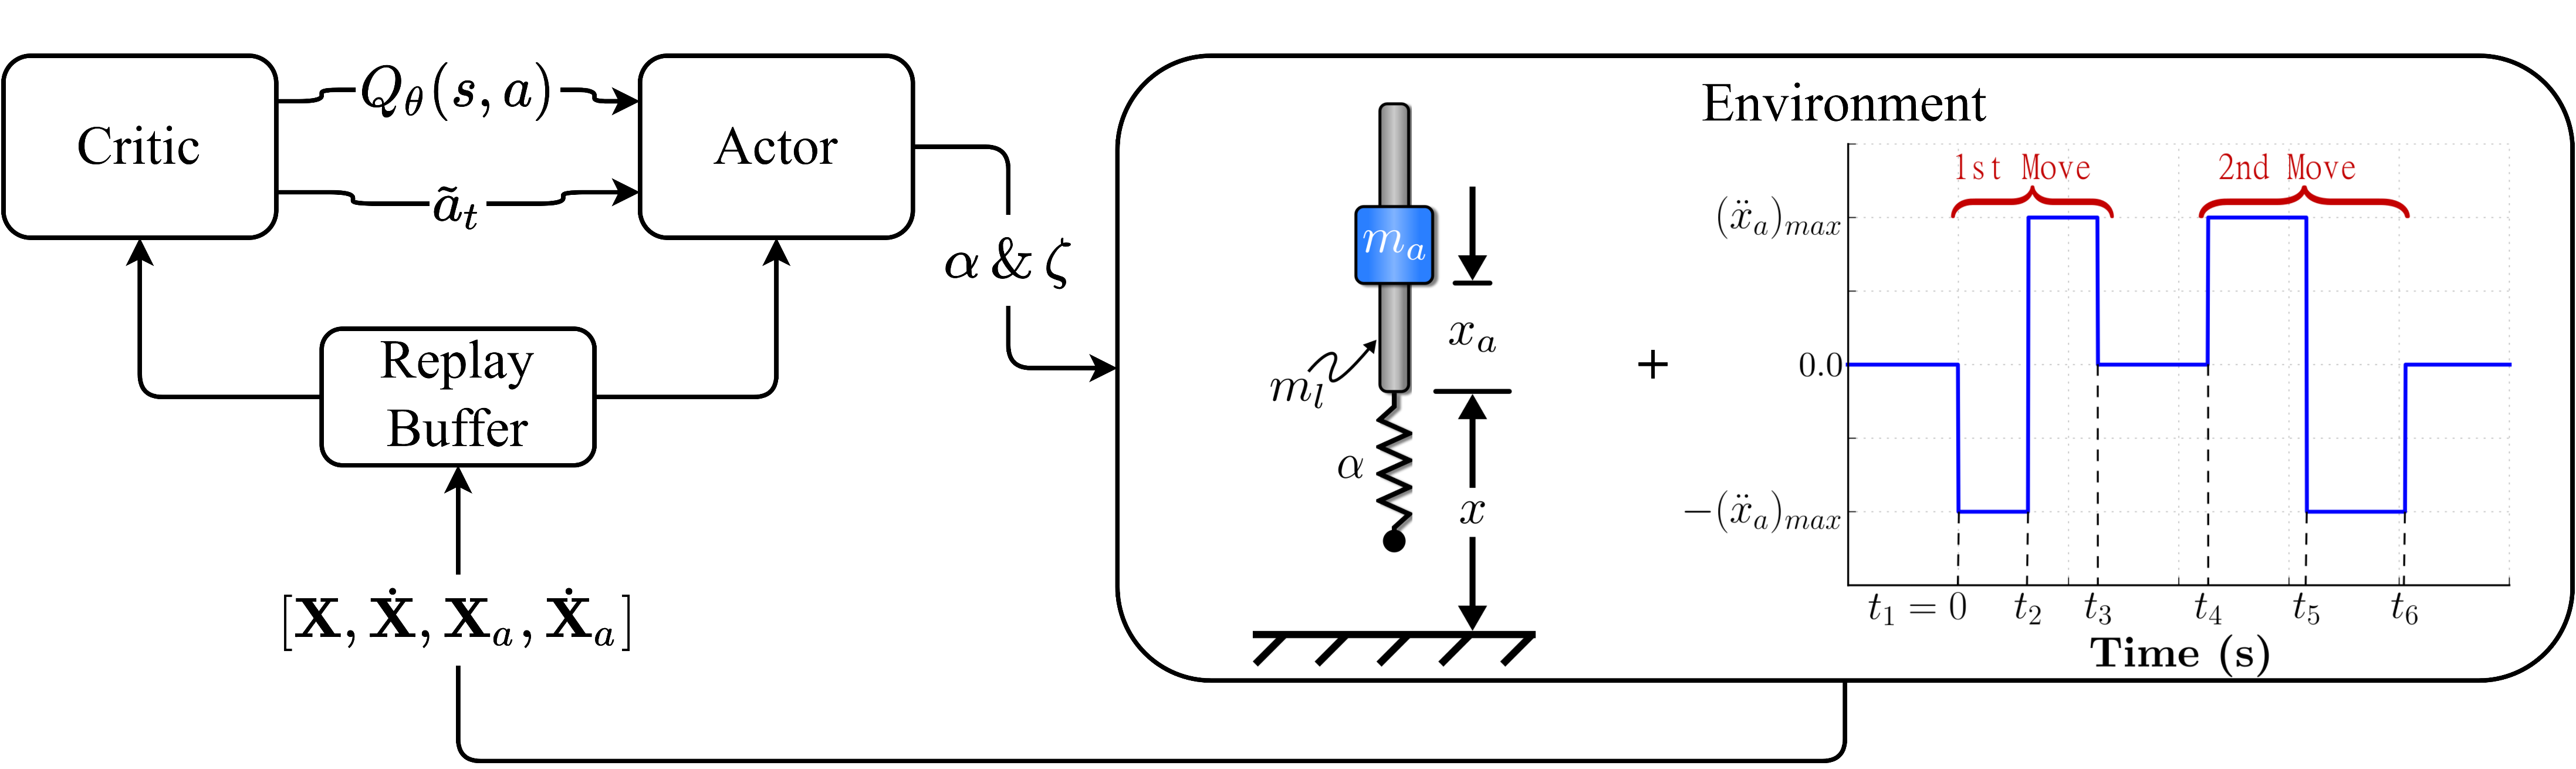 Critic
Q_θ(s, a)
ã_t
Actor
Replay
Buffer
[𝐗, 𝐗̇, 𝐗_a, 𝐗̇_a]
α & ζ
Environment
m_a
x_a
m_l
α
x
+
1st Move
2nd Move
(ẍ_a)_max
0.0
−(ẍ_a)_max
t_1 = 0 t_2 t_3 t_4 t_5 t_6
Time (s)